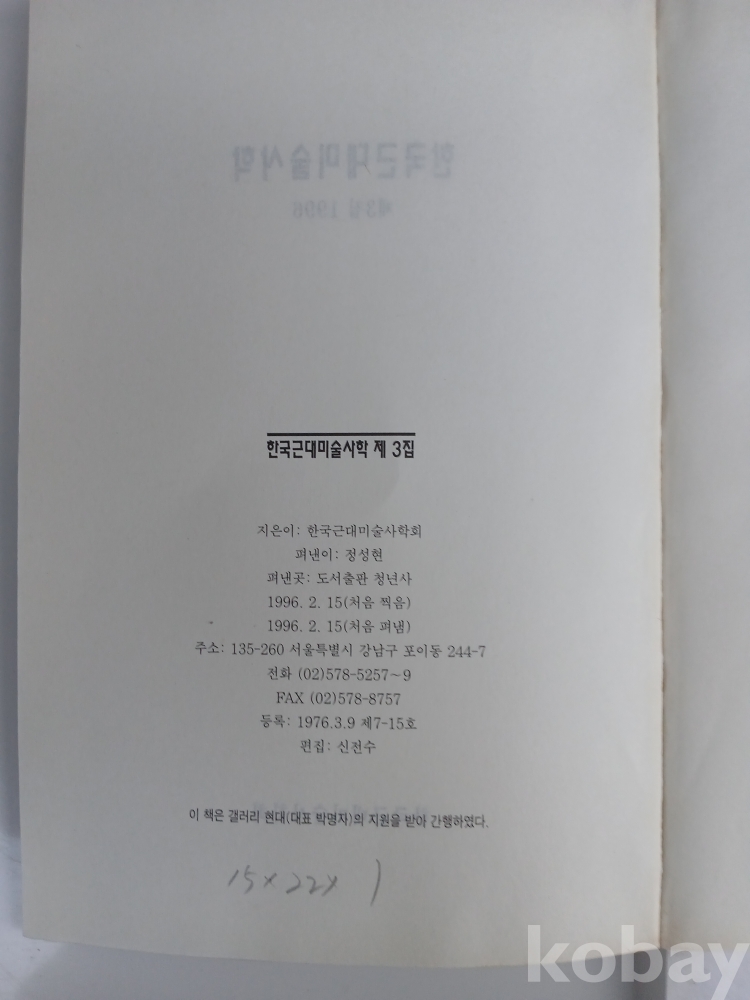 한국근대미술사학 제 3집
지은이: 한국근대미술사학회
펴낸이: 정성현
펴낸곳: 도서출판 청년사
1996. 2. 15(처음 찍음)
1996. 2. 15(처음 펴냄)
주소: 135-260 서울특별시 강남구 포이동 244-7
전화 (02)578-5257~9
FAX (02)578-8757
등록: 1976.3.9 제7-15호
편집: 신전수
이 책은 갤러리 현대(대표 박명자)의 지원을 받아 간행하였다.
15×22×1
kobay